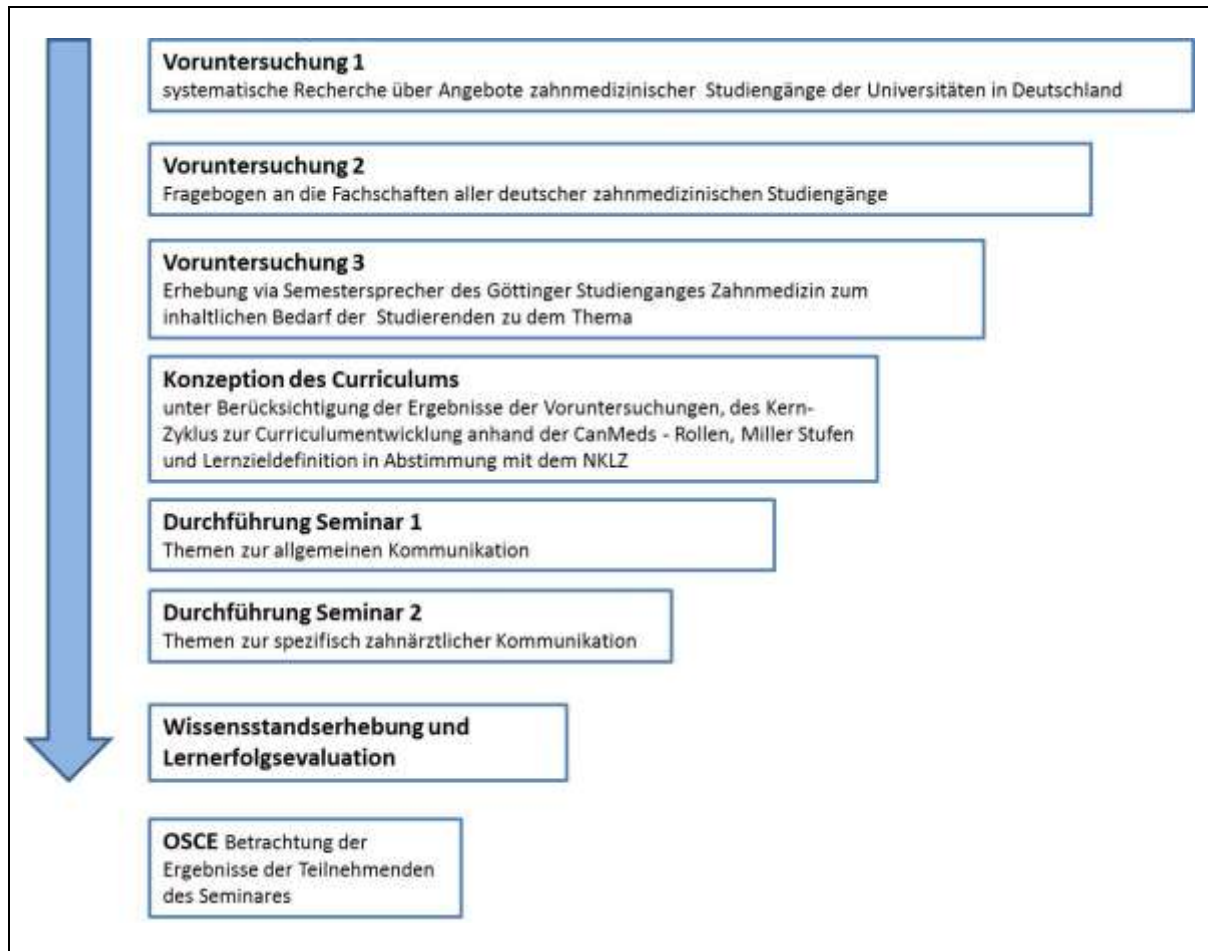 Voruntersuchung 1
systematische Recherche über Angebote zahnmedizinischer Studiengänge der Universitäten in Deutschland
Voruntersuchung 2
Fragebogen an die Fachschaften aller deutscher zahnmedizinischen Studiengänge
Voruntersuchung 3
Erhebung via Semestersprecher des Göttinger Studienganges Zahnmedizin zum
inhaltlichen Bedarf der Studierenden zu dem Thema
Konzeption des Curriculums
unter Berücksichtigung der Ergebnisse der Voruntersuchungen, des Kern-
Zyklus zur Curriculumentwicklung anhand der CanMeds - Rollen, Miller Stufen
und Lernzieldefinition in Abstimmung mit dem NKLZ
Durchführung Seminar 1
Themen zur allgemeinen Kommunikation
Durchführung Seminar 2
Themen zur spezifisch zahnärztlicher Kommunikation
Wissensstandserhebung und
Lernerfolgsevaluation
OSCE Betrachtung der
Ergebnisse der Teilnehmenden
des Seminares